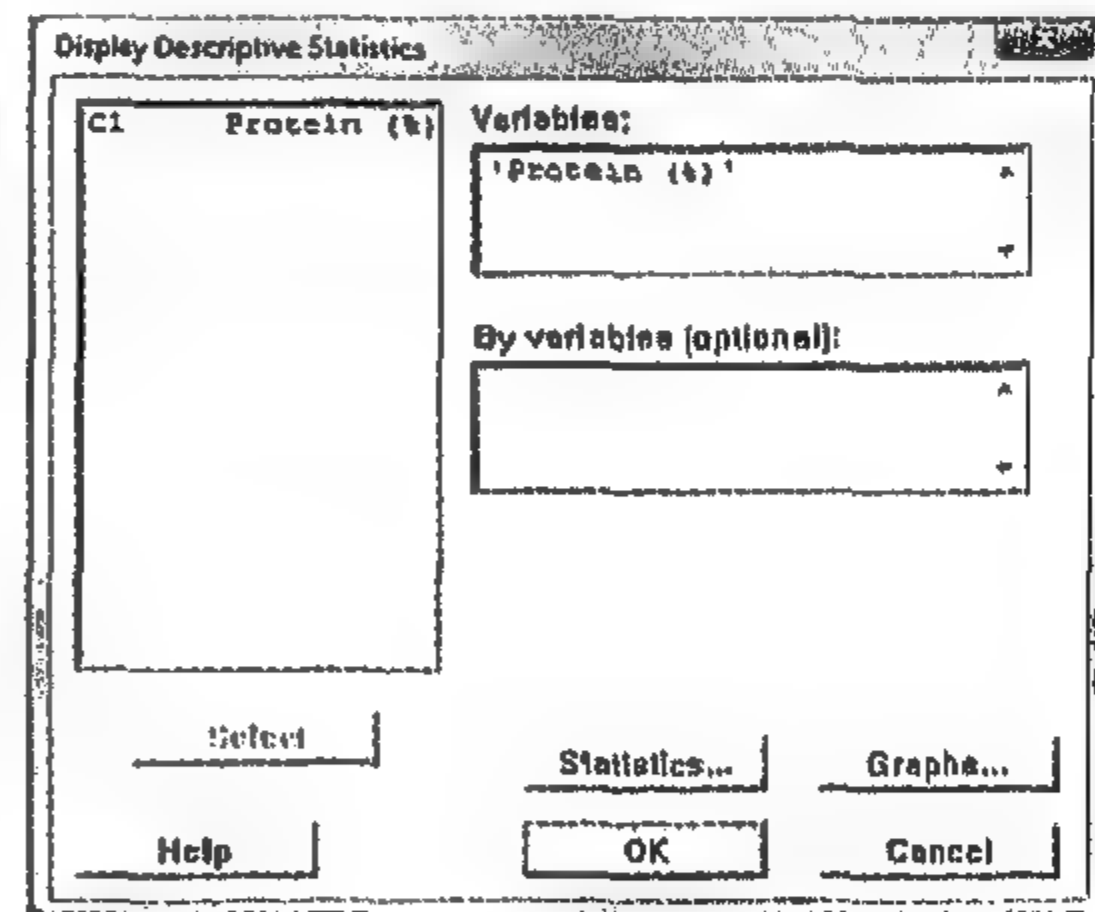 Display Descriptive Statistics
C1 Protein (%)
Variables:
'Protein (%)'
By variables (optional):
Select
Statistics...
Graphs...
Help
OK
Cancel